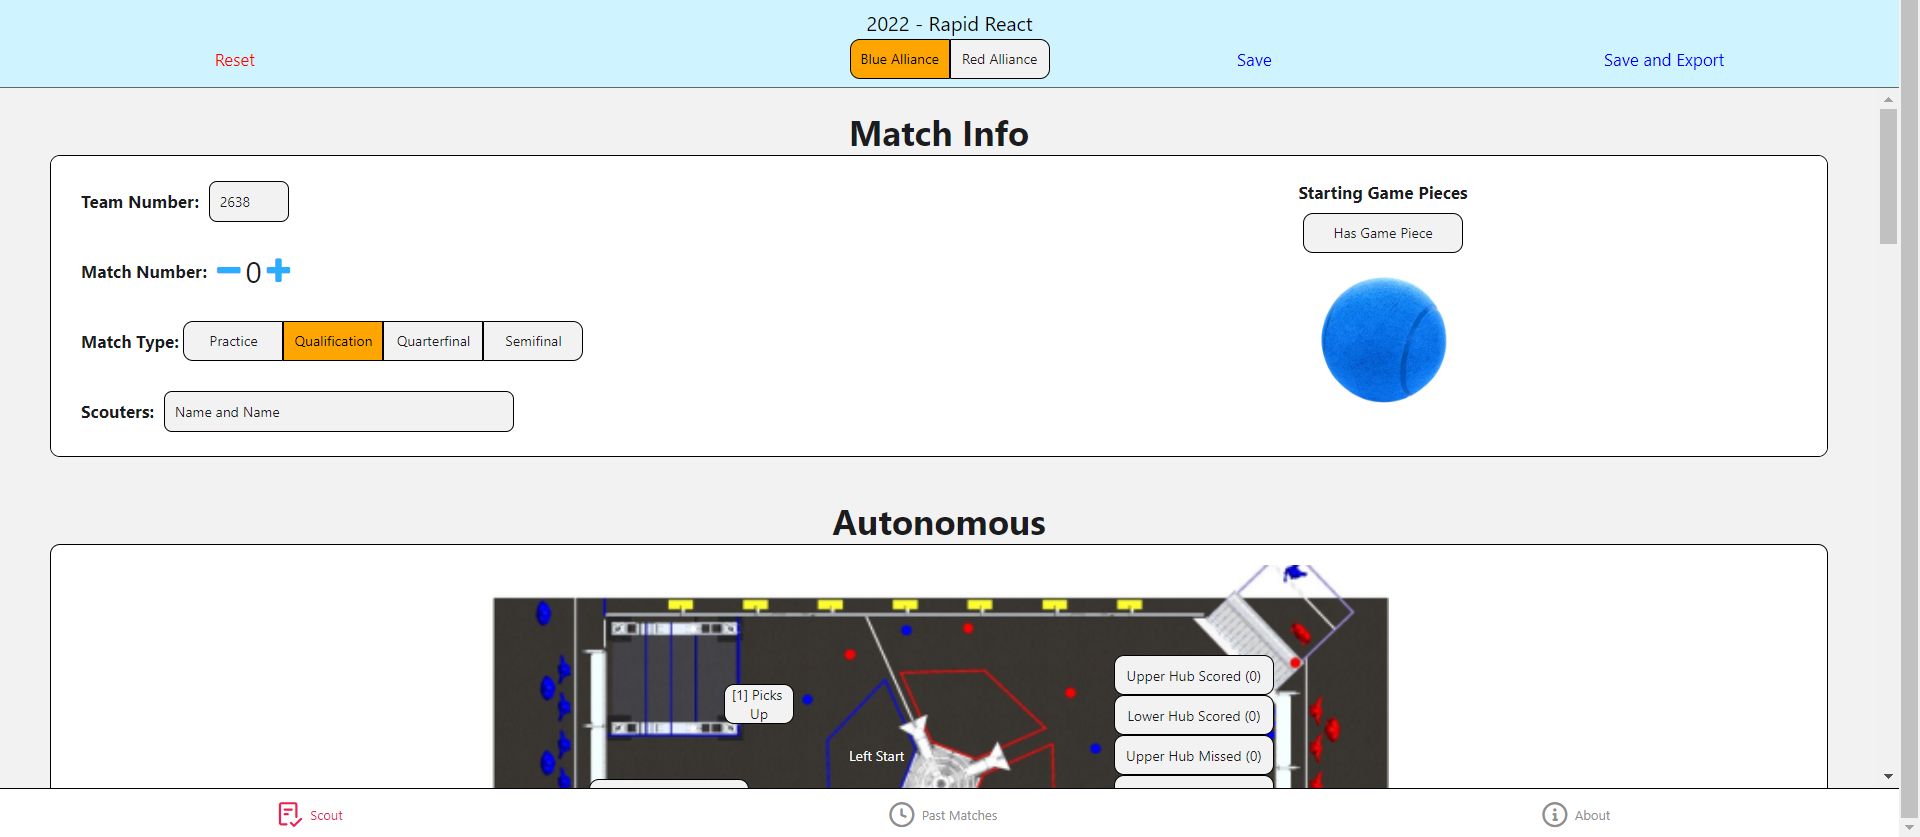 2022 - Rapid React
Reset
Blue Alliance
Red Alliance
Save
Save and Export
Match Info
Team Number:
2638
Match Number:
0
Match Type:
Practice
Qualification
Quarterfinal
Semifinal
Scouters:
Name and Name
Starting Game Pieces
Has Game Piece
Autonomous
[1] Picks
Up
Left Start
Upper Hub Scored (0)
Lower Hub Scored (0)
Upper Hub Missed (0)
Scout
Past Matches
About